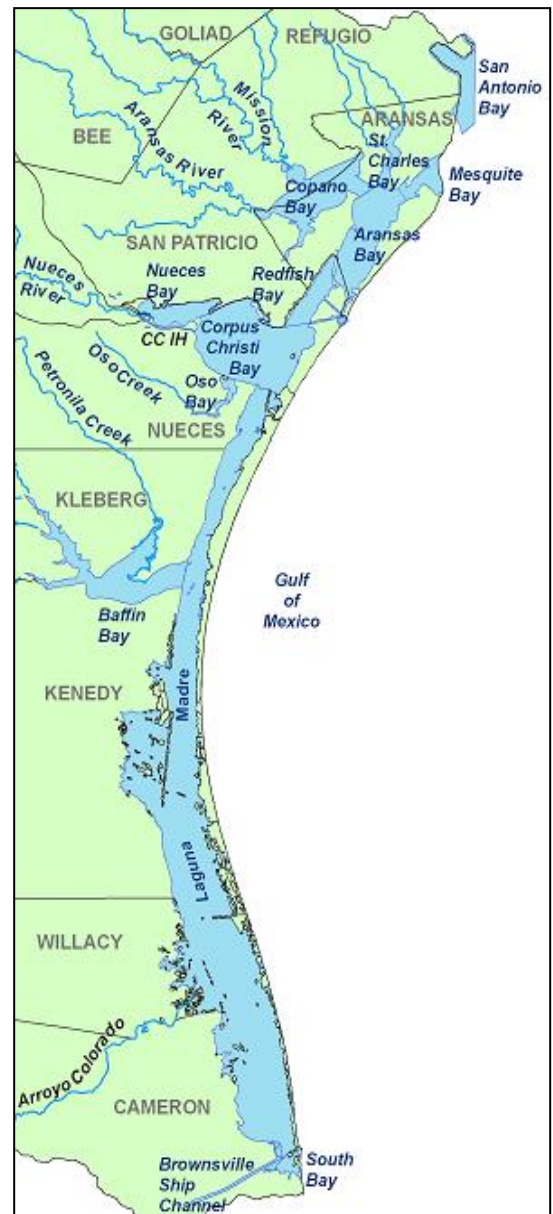 GOLIAD
REFUGIO
San
Antonio
Bay
Mission
River
ARANSAS
BEE
Aransas River
St.
Charles
Bay
Mesquite
Bay
Copano
Bay
Aransas
Bay
SAN PATRICIO
Nueces
River
Nueces
Bay
Redfish
Bay
CC IH
Corpus
Christi
Bay
Oso Creek
Oso
Bay
Petronila Creek
NUECES
KLEBERG
Gulf
of
Mexico
Baffin
Bay
KENEDY
Madre
Laguna
WILLACY
Arroyo Colorado
CAMERON
Brownsville
Ship
Channel
South
Bay